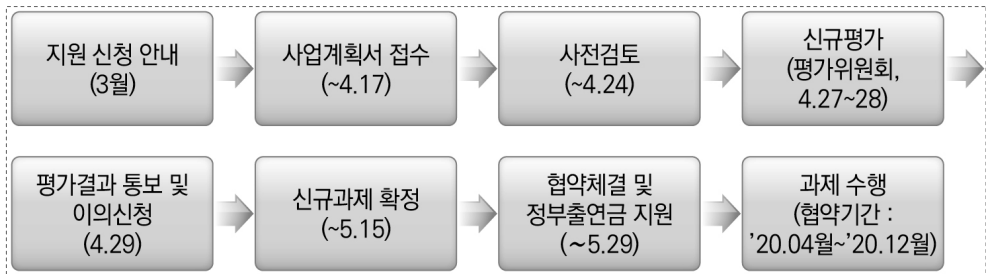 지원 신청 안내
(3월)
사업계획서 접수
(~4.17)
사전검토
(~4.24)
신규평가
(평가위원회,
4.27~28)
평가결과 통보 및
이의신청
(4.29)
신규과제 확정
(~5.15)
협약체결 및
정부출연금 지원
(~5.29)
과제 수행
(협약기간 :
’20.04월~’20.12월)